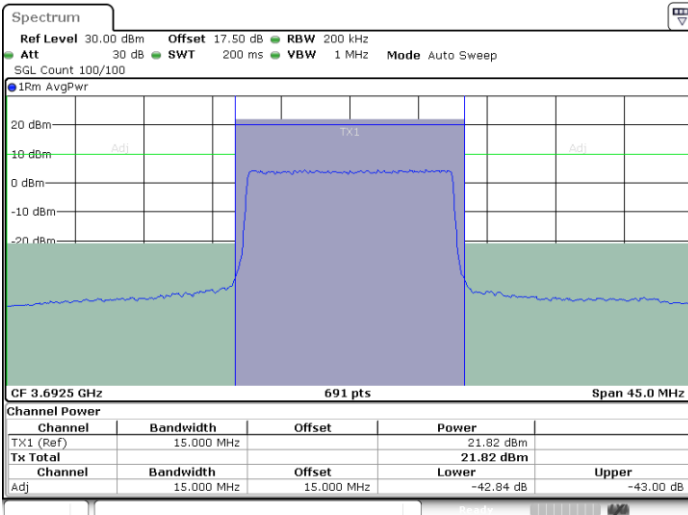 Spectrum
Ref Level 30.00 dBm Offset 17.50 dB RBW 200 kHz
Att 30 dB SWT 200 ms VBW 1 MHz Mode Auto Sweep
SGL Count 100/100
1Rm AvgPwr
20 dBm
TX1
Adj Adj
10 dBm
0 dBm
-10 dBm
-20 dBm
CF 3.6925 GHz 691 pts Span 45.0 MHz
Channel Power
Channel Bandwidth Offset Power
TX1 (Ref) 15.000 MHz 21.82 dBm
Tx Total 21.82 dBm
Channel Bandwidth Offset Lower Upper
Adj 15.000 MHz 15.000 MHz -42.84 dB -43.00 dB
Ready